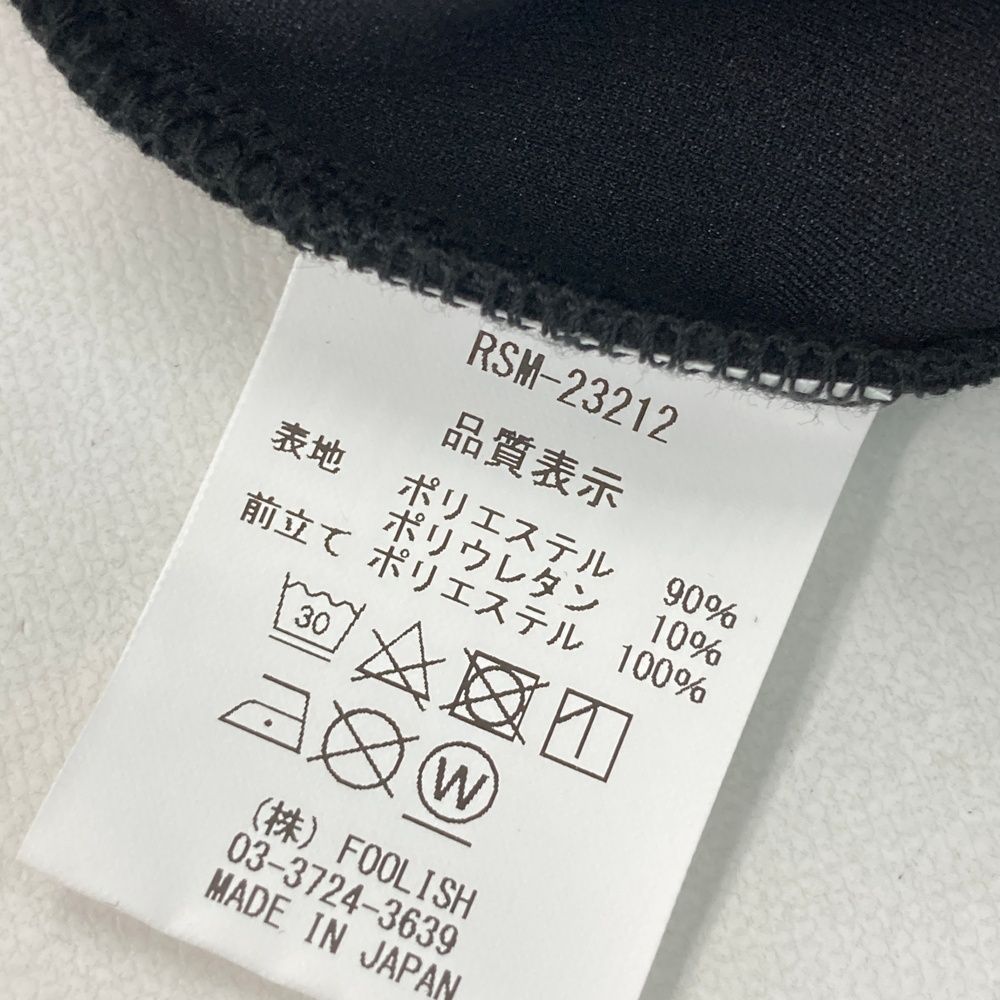 RSM-23212
品質表示
表地 ポリエステル 90%
ポリウレタン 10%
前立て ポリエステル 100%
30
W
(株) FOOLISH
03-3724-3639
MADE IN JAPAN